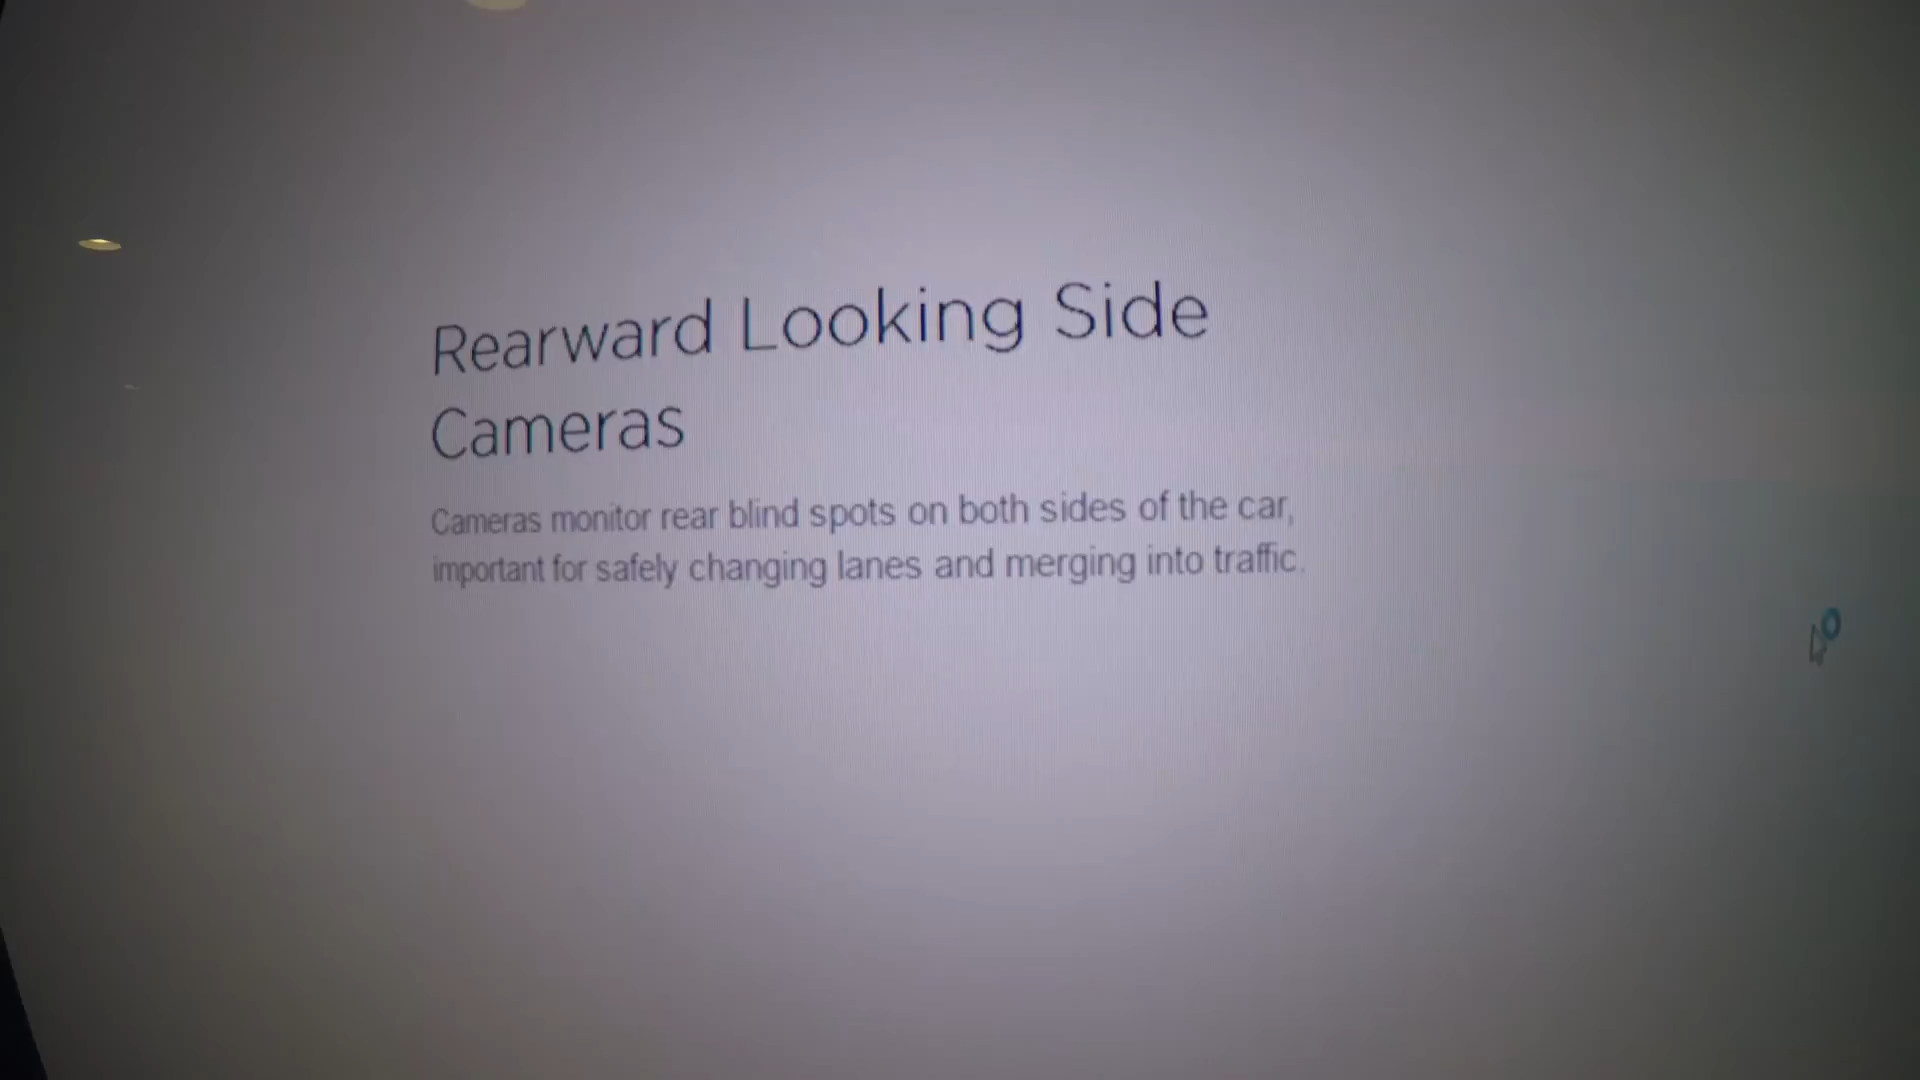 Rearward Looking Side
Cameras
Cameras monitor rear blind spots on both sides of the car,
important for safely changing lanes and merging into traffic.